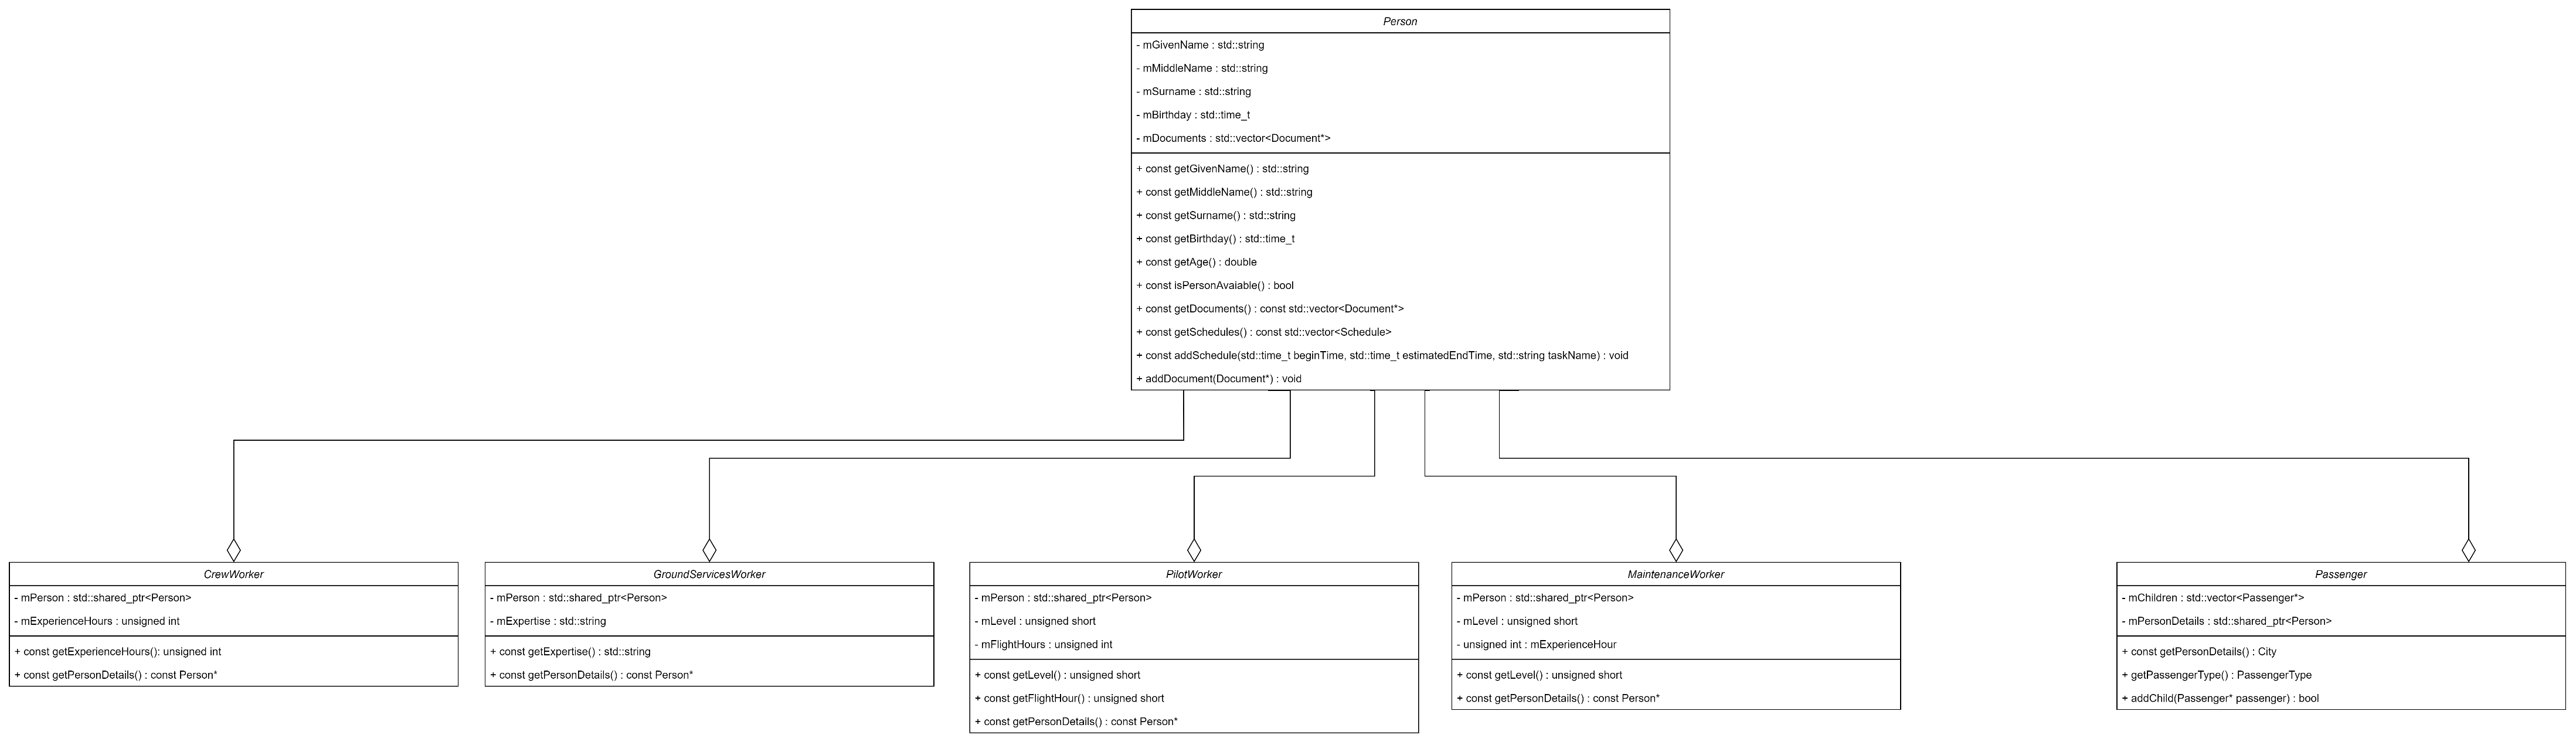 Person
- mGivenName : std::string
- mMiddleName : std::string
- mSurname : std::string
- mBirthday : std::time_t
- mDocuments : std::vector<Document*>
+ const getGivenName() : std::string
+ const getMiddleName() : std::string
+ const getSurname() : std::string
+ const getBirthday() : std::time_t
+ const getAge() : double
+ const isPersonAvaiable() : bool
+ const getDocuments() : const std::vector<Document*>
+ const getSchedules() : const std::vector<Schedule>
+ const addSchedule(std::time_t beginTime, std::time_t estimatedEndTime, std::string taskName) : void
+ addDocument(Document*) : void
CrewWorker
- mPerson : std::shared_ptr<Person>
- mExperienceHours : unsigned int
+ const getExperienceHours(): unsigned int
+ const getPersonDetails() : const Person*
GroundServicesWorker
- mPerson : std::shared_ptr<Person>
- mExpertise : std::string
+ const getExpertise() : std::string
+ const getPersonDetails() : const Person*
PilotWorker
- mPerson : std::shared_ptr<Person>
- mLevel : unsigned short
- mFlightHours : unsigned int
+ const getLevel() : unsigned short
+ const getFlightHour() : unsigned short
+ const getPersonDetails() : const Person*
MaintenanceWorker
- mPerson : std::shared_ptr<Person>
- mLevel : unsigned short
- unsigned int : mExperienceHour
+ const getLevel() : unsigned short
+ const getPersonDetails() : const Person*
Passenger
- mChildren : std::vector<Passenger*>
- mPersonDetails : std::shared_ptr<Person>
+ const getPersonDetails() : City
+ getPassengerType() : PassengerType
+ addChild(Passenger* passenger) : bool